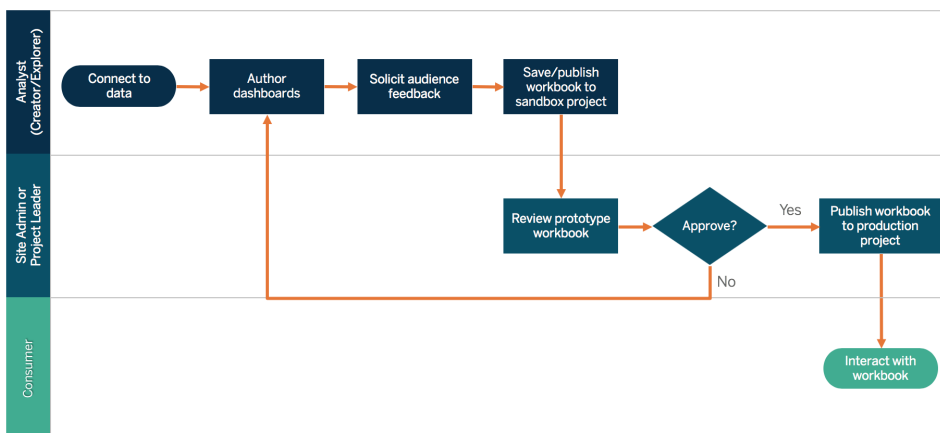 Analyst
(Creator/Explorer)
Connect to
data
Author
dashboards
Solicit audience
feedback
Save/publish
workbook to
sandbox project
Site Admin or
Project Leader
Review prototype
workbook
Approve?
Yes
No
Publish workbook
to production
project
Consumer
Interact with
workbook